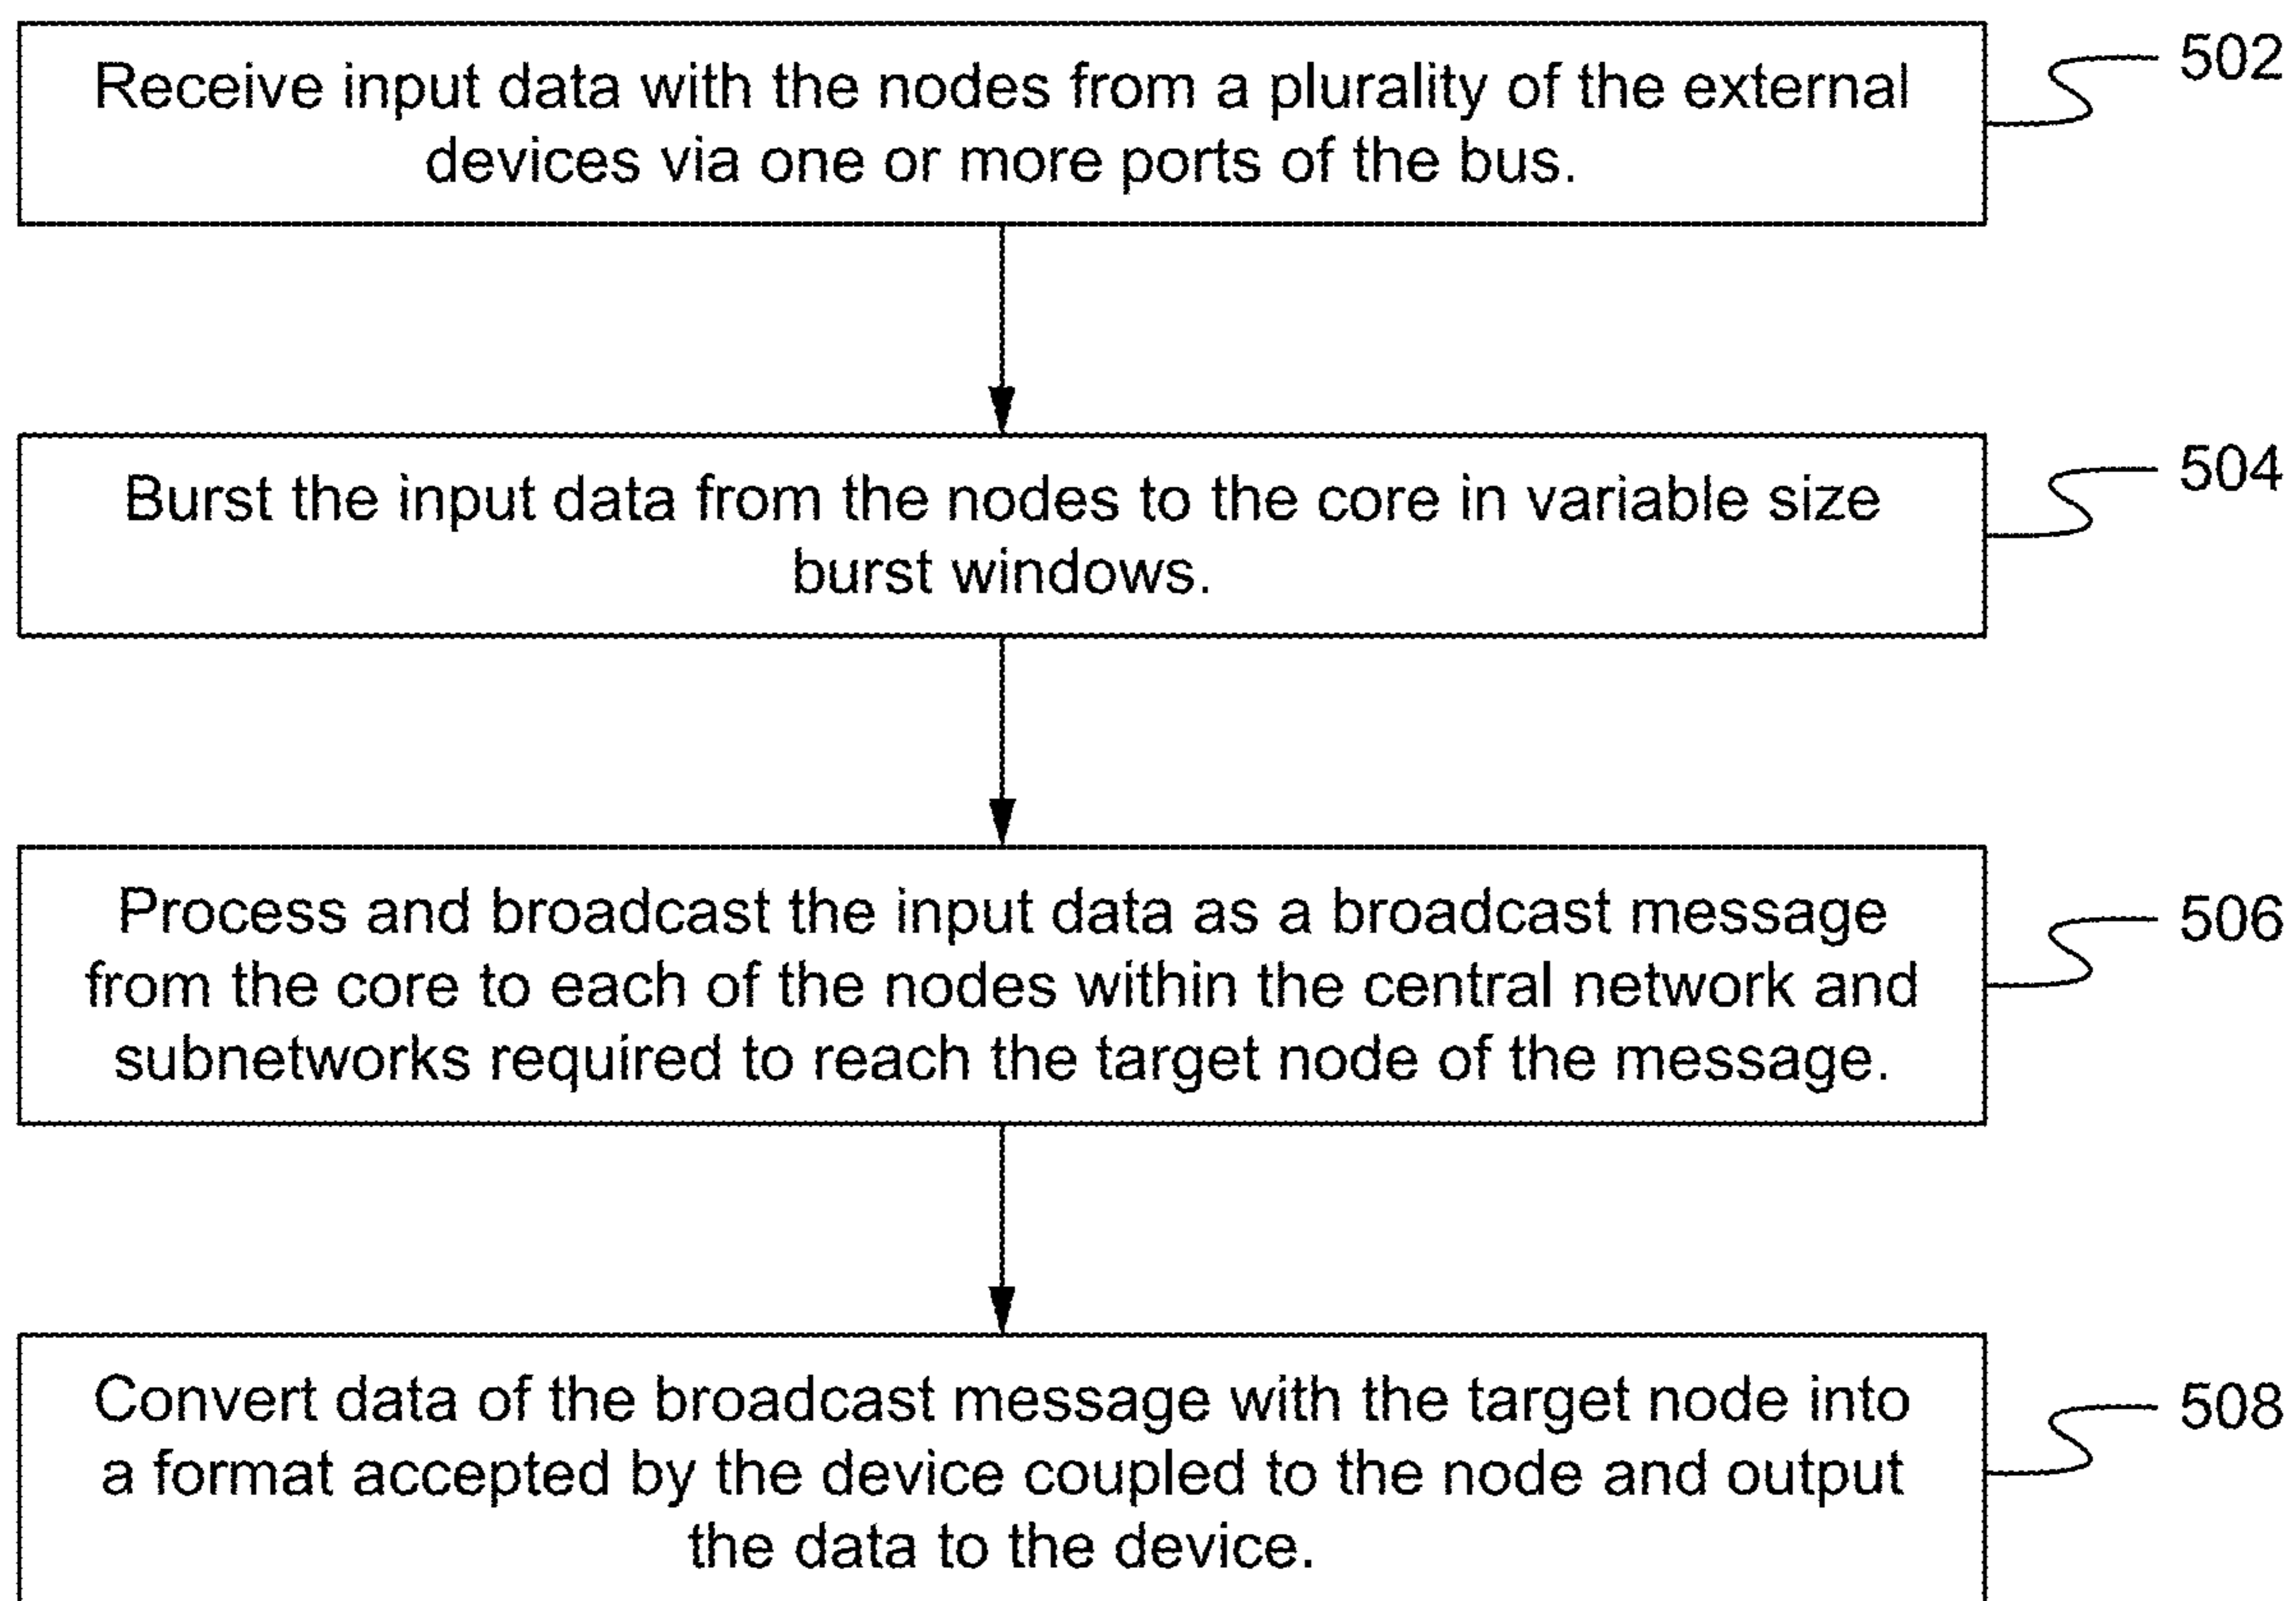 Receive input data with the nodes from a plurality of the external
devices via one or more ports of the bus.
502
Burst the input data from the nodes to the core in variable size
burst windows.
504
Process and broadcast the input data as a broadcast message
from the core to each of the nodes within the central network and
subnetworks required to reach the target node of the message.
506
Convert data of the broadcast message with the target node into
a format accepted by the device coupled to the node and output
the data to the device.
508